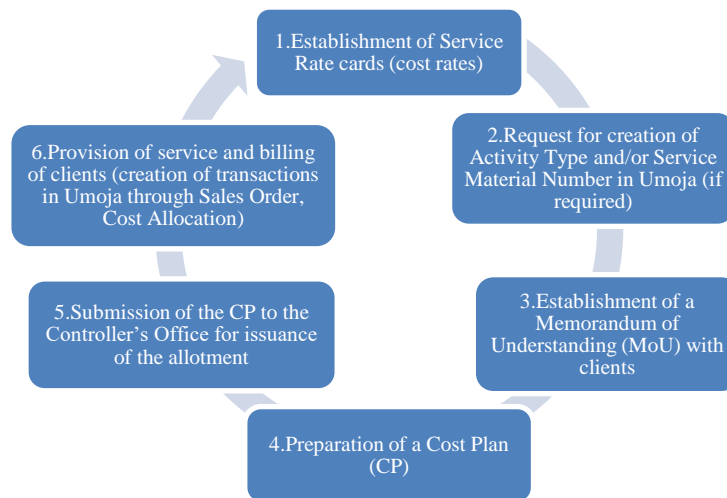 1.Establishment of Service
Rate cards (cost rates)
2.Request for creation of
Activity Type and/or Service
Material Number in Umoja (if
required)
3.Establishment of a
Memorandum of
Understanding (MoU) with
clients
4.Preparation of a Cost Plan
(CP)
5.Submission of the CP to the
Controller’s Office for issuance
of the allotment
6.Provision of service and billing
of clients (creation of transactions
in Umoja through Sales Order,
Cost Allocation)